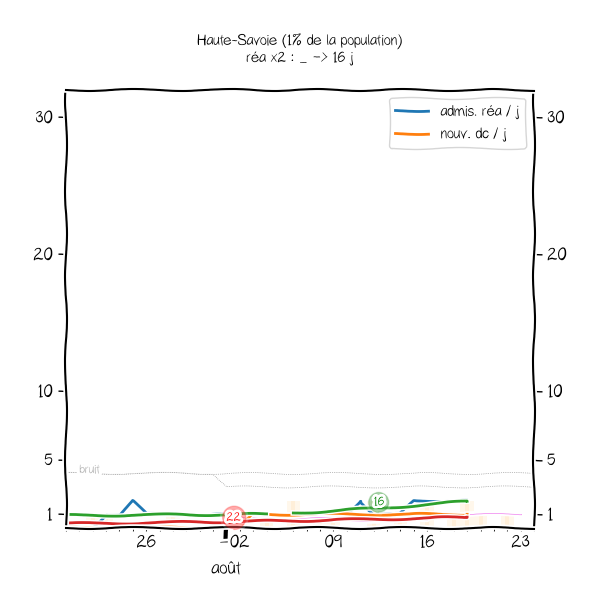 Haute-Savoie (1% de la population)
réa x2 : _ -> 16 j
admis. réa / j
nouv. dc / j
30
30
20
20
10
10
5
5
bruit
16
22
1
1
26
02
09
16
23
août